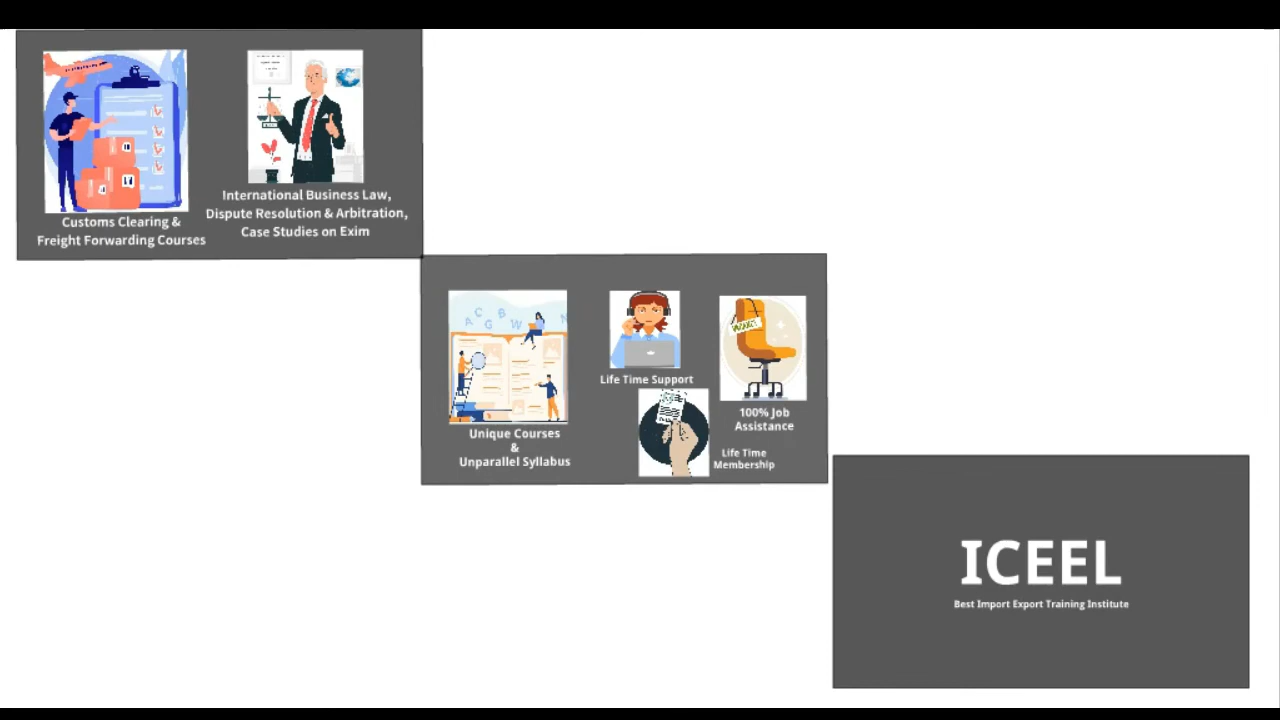 Customs Clearing &
Freight Forwarding Courses
International Business Law,
Dispute Resolution & Arbitration,
Case Studies on Exim
A C G B W N
Unique Courses
&
Unparallel Syllabus
Life Time Support
VACANCY
100% Job
Assistance
Life Time
Membership
ICEEL
Best Import Export Training Institute